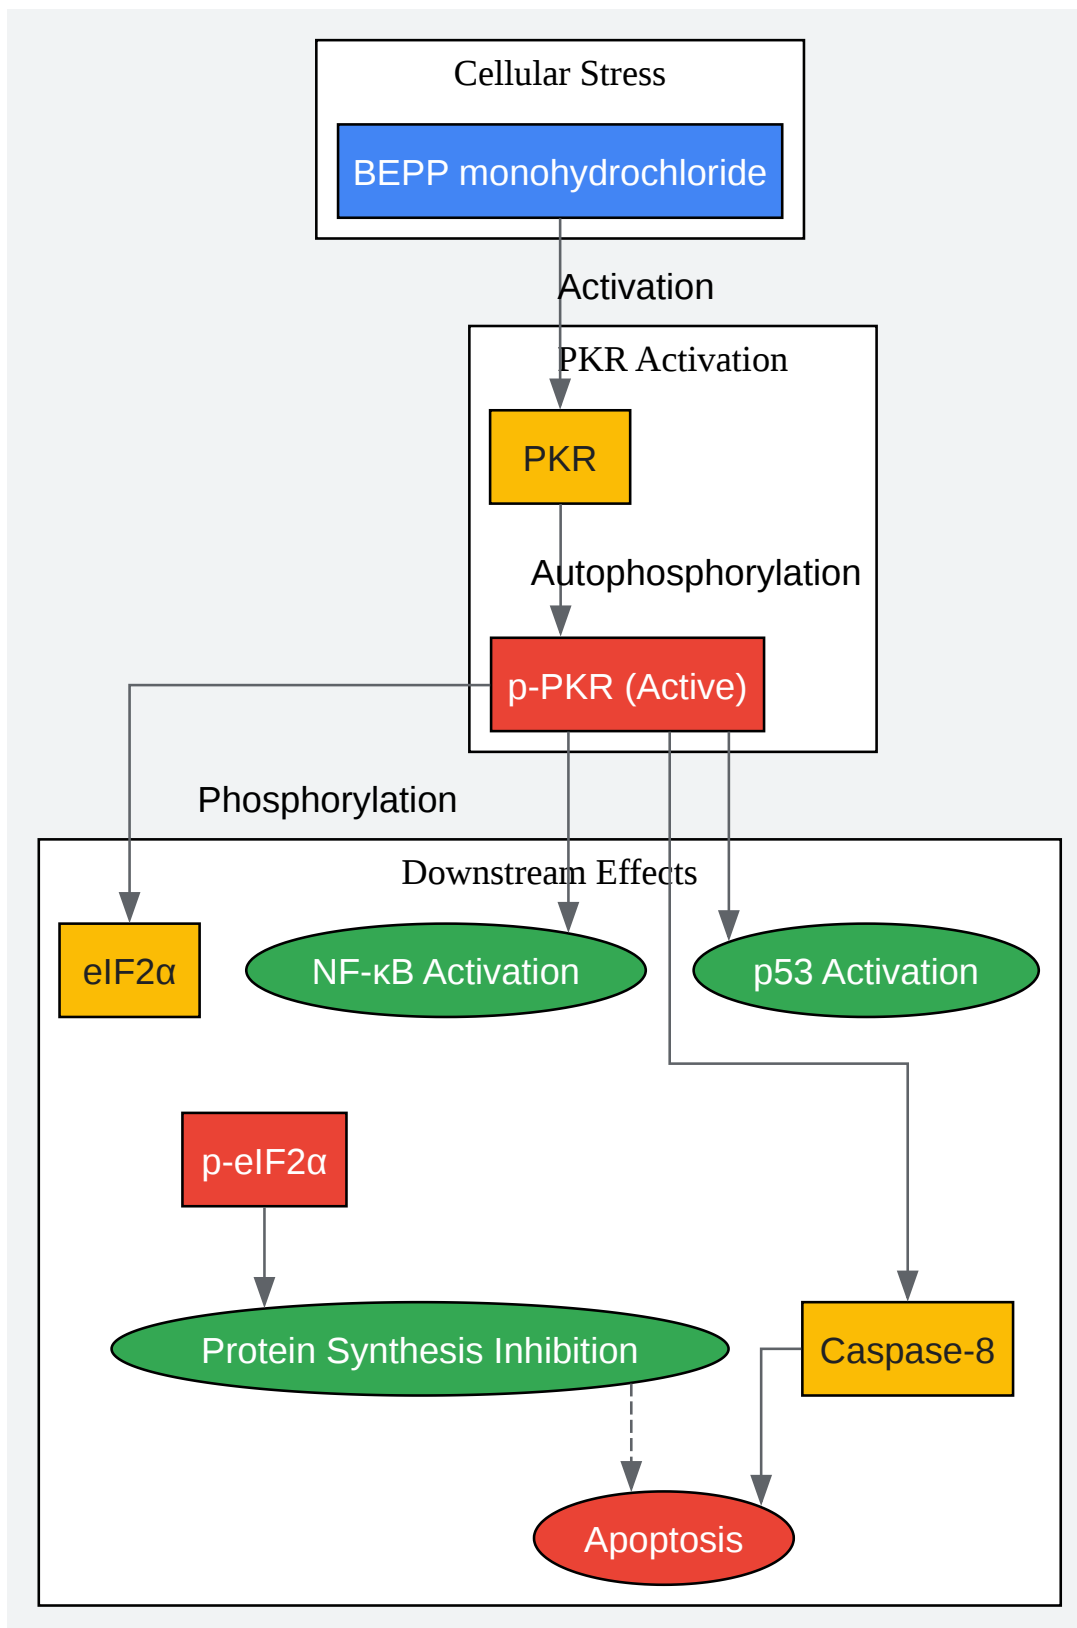 Cellular Stress
BEPP monohydrochloride
Activation
PKR Activation
PKR
Autophosphorylation
p-PKR (Active)
Phosphorylation
Downstream Effects
eIF2α
NF-κB Activation
p53 Activation
p-eIF2α
Protein Synthesis Inhibition
Caspase-8
Apoptosis